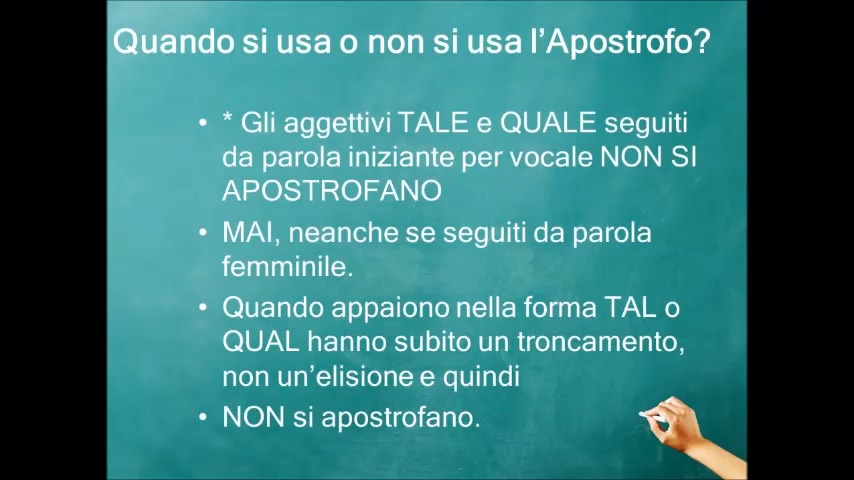 Quando si usa o non si usa l’Apostrofo?
• * Gli aggettivi TALE e QUALE seguiti
da parola iniziante per vocale NON SI
APOSTROFANO
• MAI, neanche se seguiti da parola
femminile.
• Quando appaiono nella forma TAL o
QUAL hanno subito un troncamento,
non un’elisione e quindi
• NON si apostrofano.